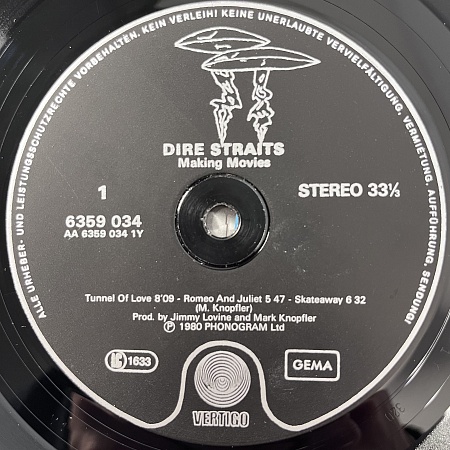 ALLE URHEBER- UND LEISTUNGSSCHUTZRECHTE VORBEHALTEN. KEIN VERLEIH! KEINE UNERLAUBTE VERVIELFÄLTIGUNG, VERMIETUNG, AUFFÜHRUNG, SENDUNG!
DIRE STRAITS
Making Movies
1
STEREO 33⅓
6359 034
AA 6359 034 1Y
Tunnel Of Love 8'09 - Romeo And Juliet 5 47 - Skateaway 6 32
(M. Knopfler)
Prod. by Jimmy Lovine and Mark Knopfler
Ⓟ 1980 PHONOGRAM Ltd
LC 1633
GEMA
VERTIGO
320